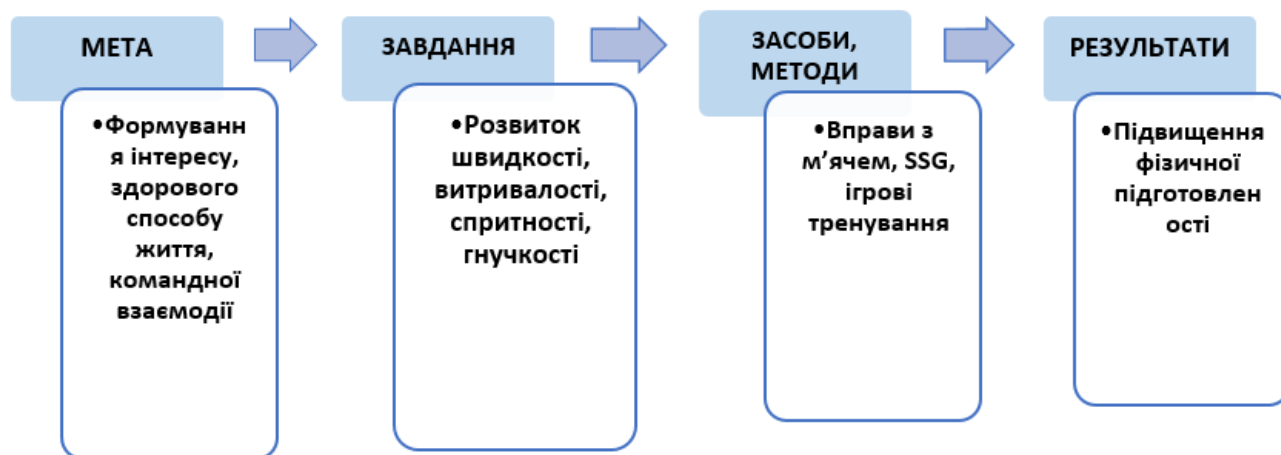 МЕТА
•Формуванн
я інтересу,
здорового
способу
життя,
командної
взаємодії
ЗАВДАННЯ
•Розвиток
швидкості,
витривалості,
спритності,
гнучкості
ЗАСОБИ,
МЕТОДИ
•Вправи з
м’ячем, SSG,
ігрові
тренування
РЕЗУЛЬТАТИ
•Підвищення
фізичної
підготовлен
ості